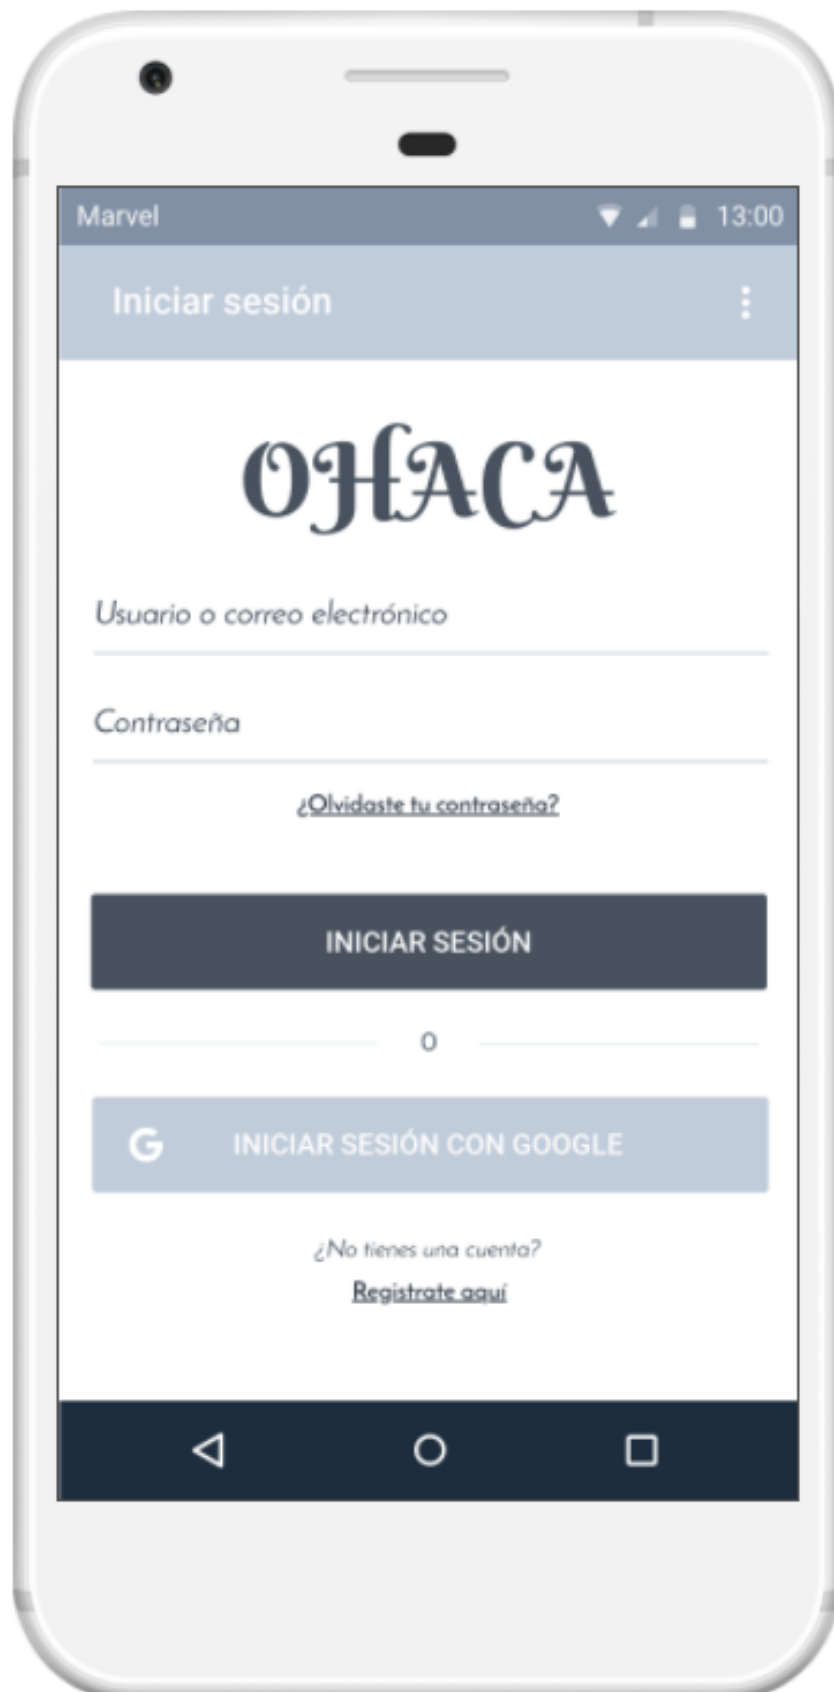 Marvel 13:00
Iniciar sesión
OHACA
Usuario o correo electrónico
Contraseña
¿Olvidaste tu contraseña?
INICIAR SESIÓN
O
G INICIAR SESIÓN CON GOOGLE
¿No tienes una cuenta?
Registrate aquí